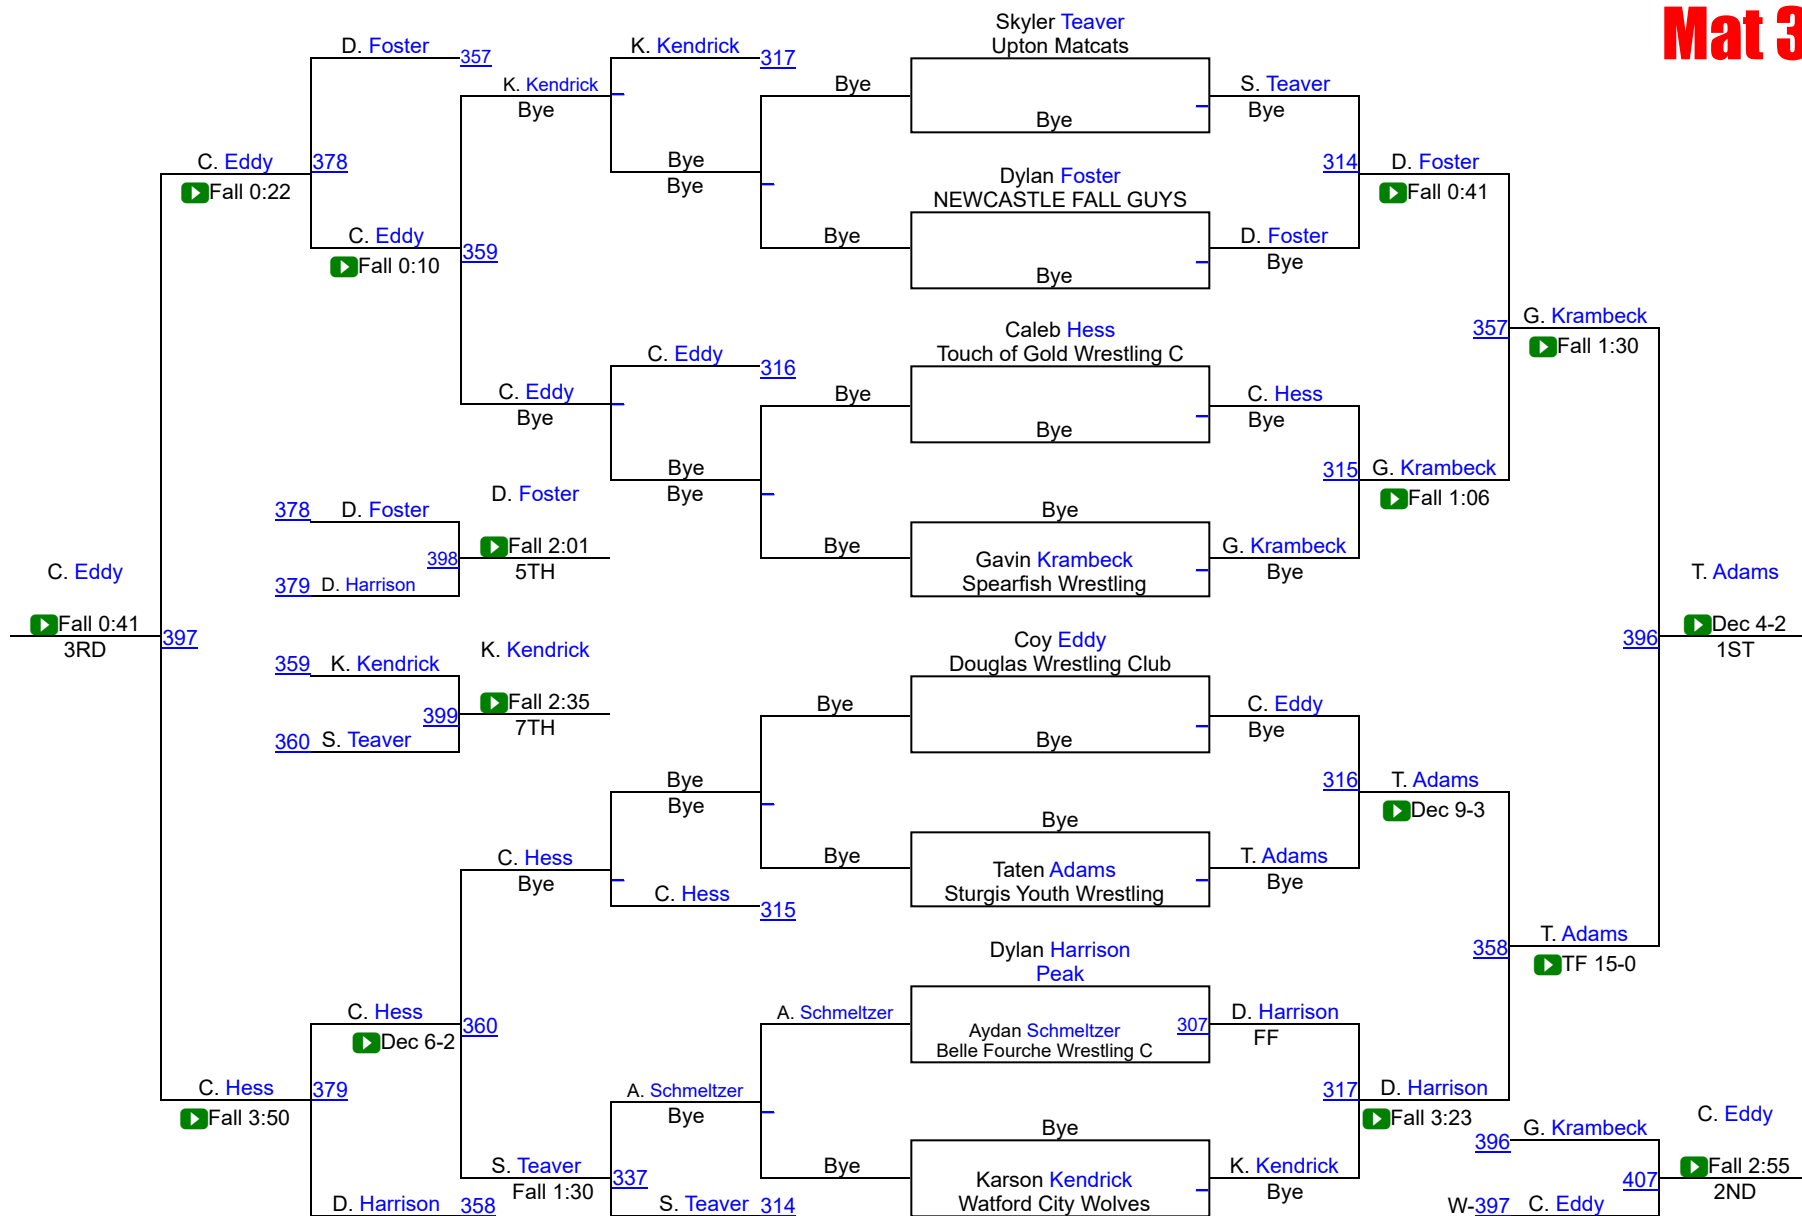 Mat 3
Skyler Teaver
Upton Matcats
D. Foster
357
K. Kendrick
317
K. Kendrick
Bye
Bye
Bye
S. Teaver
Bye
C. Eddy
378
Fall 0:22
Bye
Bye
Dylan Foster
NEWCASTLE FALL GUYS
314
D. Foster
Fall 0:41
C. Eddy
359
Fall 0:10
Bye
Bye
D. Foster
Bye
Caleb Hess
Touch of Gold Wrestling C
357
G. Krambeck
Fall 1:30
C. Eddy
316
C. Eddy
Bye
Bye
Bye
C. Hess
Bye
Bye
Bye
315
G. Krambeck
Fall 1:06
378
D. Foster
D. Foster
398
Fall 2:01
5TH
379
D. Harrison
Bye
Bye
Gavin Krambeck
Spearfish Wrestling
G. Krambeck
Bye
C. Eddy
Fall 0:41
3RD
397
T. Adams
396
Dec 4-2
1ST
359
K. Kendrick
K. Kendrick
399
Fall 2:35
7TH
360
S. Teaver
Coy Eddy
Douglas Wrestling Club
Bye
Bye
C. Eddy
Bye
Bye
Bye
316
T. Adams
Dec 9-3
C. Hess
Bye
C. Hess
315
Bye
Bye
Taten Adams
Sturgis Youth Wrestling
T. Adams
Bye
358
T. Adams
TF 15-0
Dylan Harrison
Peak
C. Hess
360
Dec 6-2
A. Schmeltzer
Aydan Schmeltzer
Belle Fourche Wrestling C
307
D. Harrison
FF
C. Hess
379
Fall 3:50
A. Schmeltzer
Bye
317
D. Harrison
Fall 3:23
S. Teaver
337
Fall 1:30
D. Harrison
358
S. Teaver
314
Bye
Bye
Karson Kendrick
Watford City Wolves
K. Kendrick
Bye
396
G. Krambeck
C. Eddy
407
Fall 2:55
2ND
W-397
C. Eddy